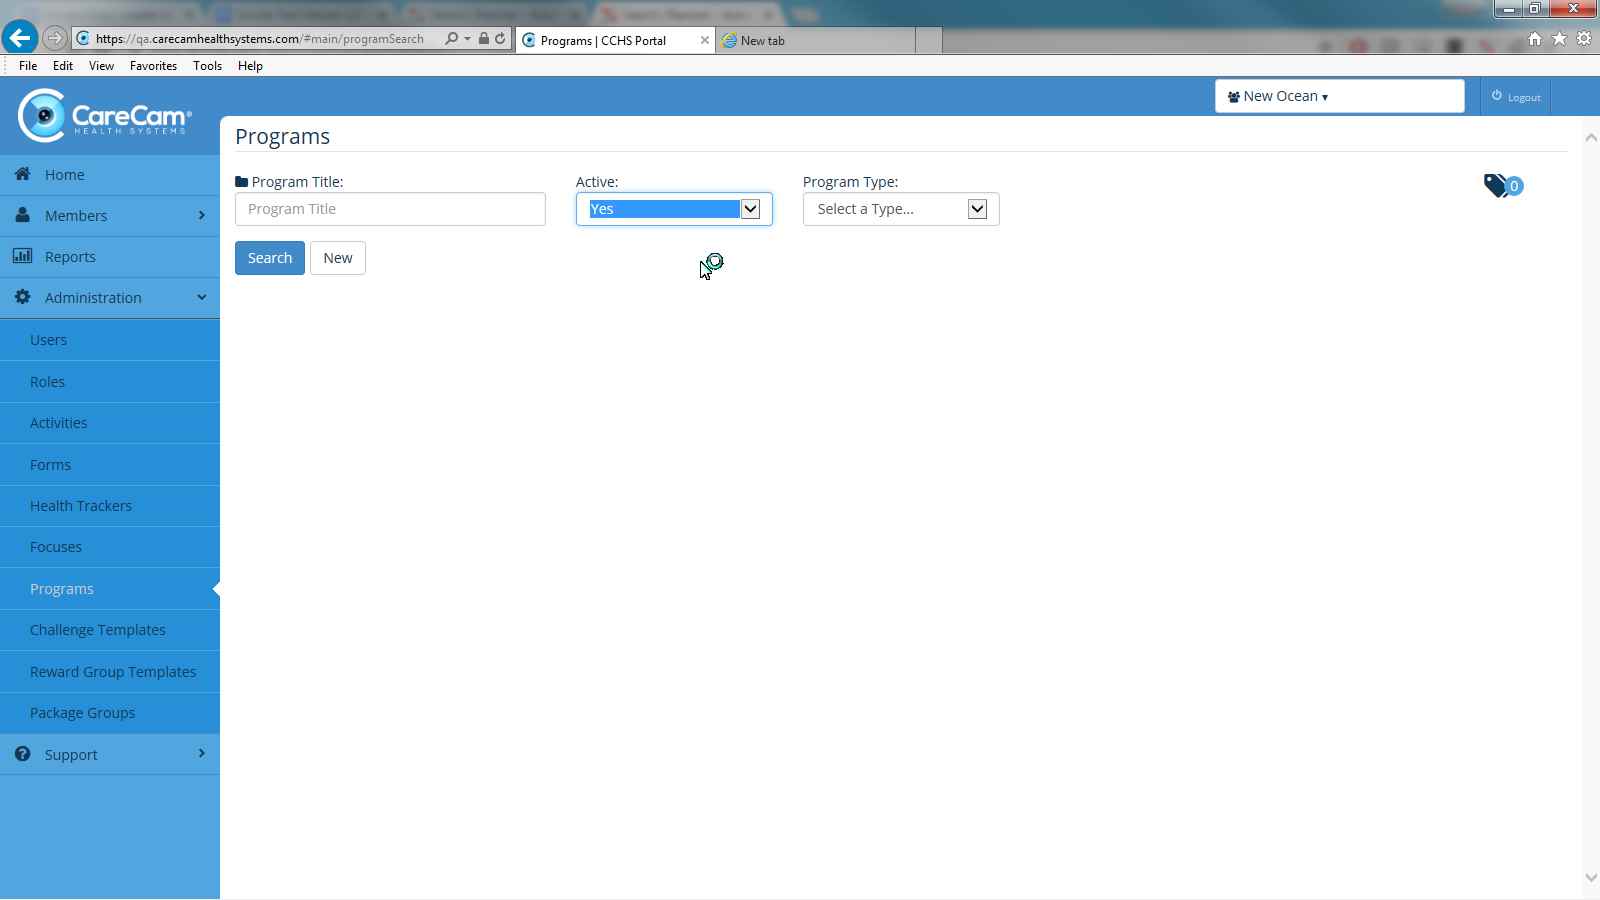 https://qa.carecamhealthsystems.com/#main/programSearch
Programs | CCHS Portal
New tab
File Edit View Favorites Tools Help
CareCam
HEALTH SYSTEMS
New Ocean
Logout
Programs
Home
Members
Reports
Administration
Users
Roles
Activities
Forms
Health Trackers
Focuses
Programs
Challenge Templates
Reward Group Templates
Package Groups
Support
Program Title:
Program Title
Active:
Yes
Program Type:
Select a Type...
0
Search
New